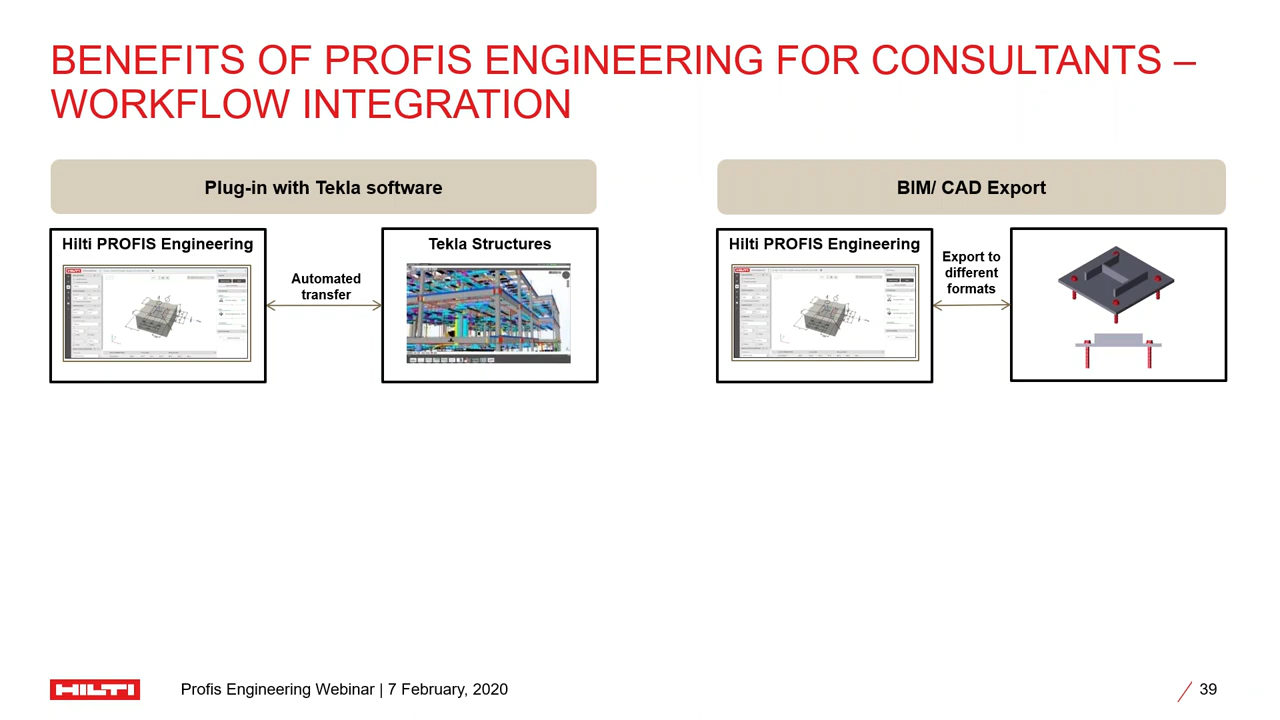 BENEFITS OF PROFIS ENGINEERING FOR CONSULTANTS –
WORKFLOW INTEGRATION
Plug-in with Tekla software
BIM/ CAD Export
Hilti PROFIS Engineering
Automated
transfer
Tekla Structures
Hilti PROFIS Engineering
Export to
different
formats
HILTI
Profis Engineering Webinar | 7 February, 2020
39